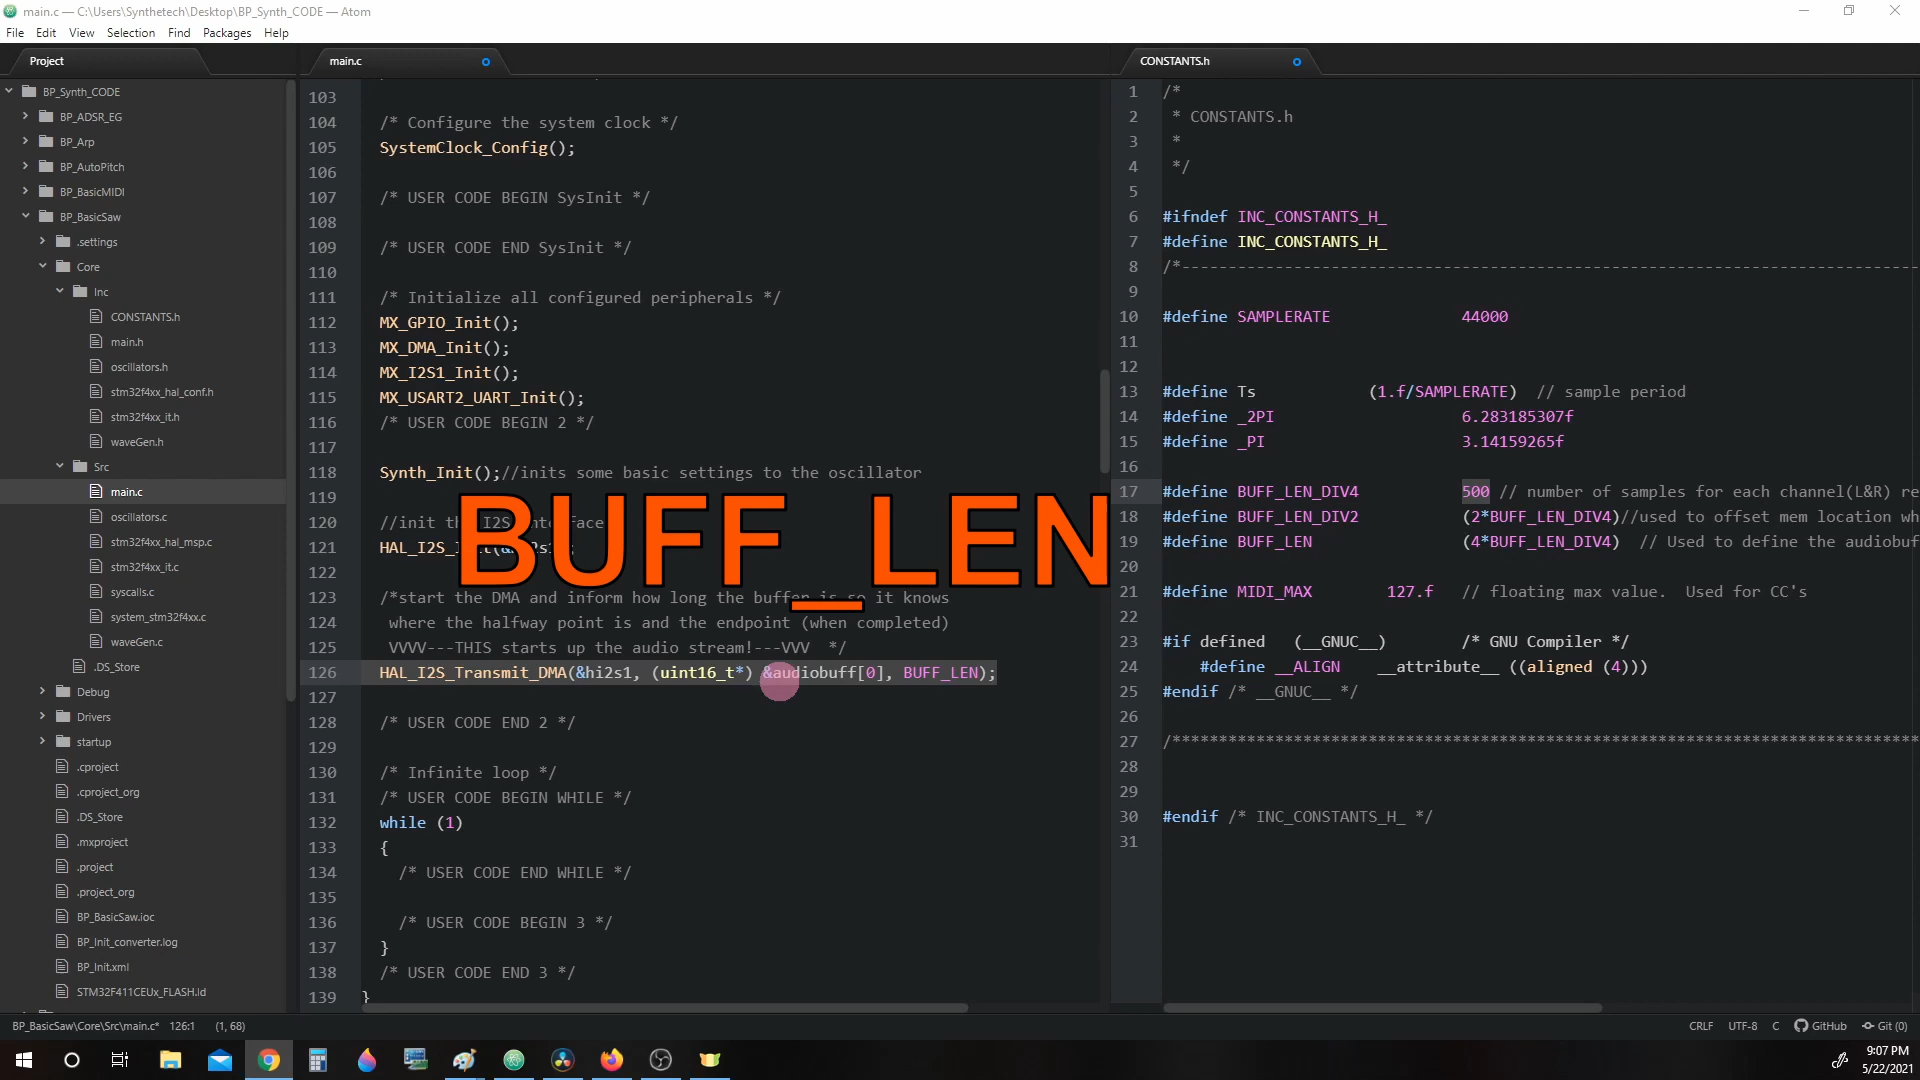 main.c — C:\Users\Synthetech\Desktop\BP_Synth_CODE — Atom
File Edit View Selection Find Packages Help
Project
BP_Synth_CODE
BP_ADSR_EG
BP_Arp
BP_AutoPitch
BP_BasicMIDI
BP_BasicSaw
.settings
Core
Inc
CONSTANTS.h
main.h
oscillators.h
stm32f4xx_hal_conf.h
stm32f4xx_it.h
waveGen.h
Src
main.c
oscillators.c
stm32f4xx_hal_msp.c
stm32f4xx_it.c
syscalls.c
system_stm32f4xx.c
waveGen.c
.DS_Store
Debug
Drivers
startup
.cproject
.cproject_org
.DS_Store
.mxproject
.project
.project_org
BP_BasicSaw.ioc
BP_Init_converter.log
BP_Init.xml
STM32F411CEUx_FLASH.ld
main.c
103
104 /* Configure the system clock */
105 SystemClock_Config();
106
107 /* USER CODE BEGIN SysInit */
108
109 /* USER CODE END SysInit */
110
111 /* Initialize all configured peripherals */
112 MX_GPIO_Init();
113 MX_DMA_Init();
114 MX_I2S1_Init();
115 MX_USART2_UART_Init();
116 /* USER CODE BEGIN 2 */
117
118 Synth_Init();//inits some basic settings to the oscillator
119
BUFF_LEN
120 //init the I2S interface
121 HAL_I2S_
122
123 /*start the DMA and inform how long the buffer is so it knows
124 where the halfway point is and the endpoint (when completed)
125 VVVV---THIS starts up the audio stream!---VVV */
126 HAL_I2S_Transmit_DMA(&hi2s1, (uint16_t*) &audiobuff[0], BUFF_LEN);
127
128 /* USER CODE END 2 */
129
130 /* Infinite loop */
131 /* USER CODE BEGIN WHILE */
132 while (1)
133 {
134 /* USER CODE END WHILE */
135
136 /* USER CODE BEGIN 3 */
137 }
138 /* USER CODE END 3 */
139 }
CONSTANTS.h
1 /*
2 * CONSTANTS.h
3 *
4 */
5
6 #ifndef INC_CONSTANTS_H_
7 #define INC_CONSTANTS_H_
8 /*-------------------------------------------------------------------------------
9
10 #define SAMPLERATE 44000
11
12
13 #define Ts (1.f/SAMPLERATE) // sample period
14 #define _2PI 6.283185307f
15 #define _PI 3.14159265f
16
17 #define BUFF_LEN_DIV4 500 // number of samples for each channel(L&R) re
18 #define BUFF_LEN_DIV2 (2*BUFF_LEN_DIV4)//used to offset mem location wh
19 #define BUFF_LEN (4*BUFF_LEN_DIV4) // Used to define the audiobuf
20
21 #define MIDI_MAX 127.f // floating max value. Used for CC's
22
23 #if defined (__GNUC__) /* GNU Compiler */
24 #define __ALIGN __attribute__ ((aligned (4)))
25 #endif /* __GNUC__ */
26
27 /********************************************************************************
28
29
30 #endif /* INC_CONSTANTS_H_ */
31
BP_BasicSaw\Core\Src\main.c* 126:1 (1, 68)
CRLF UTF-8 C GitHub Git (0)
9:07 PM
5/22/2021